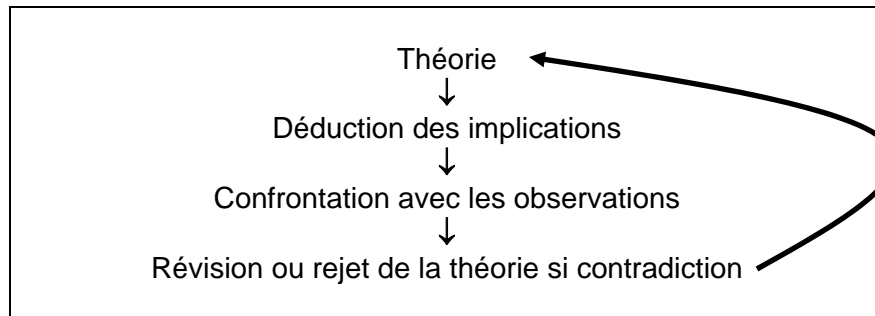 Théorie
↓
Déduction des implications
↓
Confrontation avec les observations
↓
Révision ou rejet de la théorie si contradiction